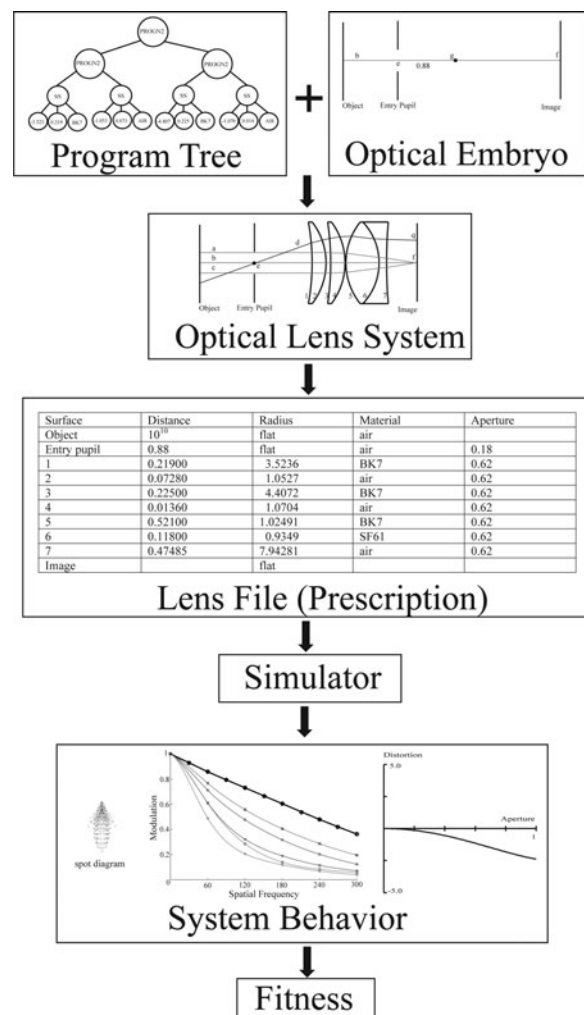 PROGN2
PROGN2 PROGN2
SS SS SS SS
0.219 BK7 -1.053 0.073 AIR -4.407 0.225 BK7 -1.070 0.014 AIR
Program Tree
+
b g f
e
0.88
Object Entry Pupil
Image
Optical Embryo
a d q
b e f
c
1 2 3 4 5 6 7
Object Entry Pupil Image
Optical Lens System
Surface Distance Radius Material Aperture
Object 10^10 flat air
Entry pupil 0.88 flat air 0.18
1 0.21900 3.5236 BK7 0.62
2 0.07280 1.0527 air 0.62
3 0.22500 4.4072 BK7 0.62
4 0.01360 1.0704 air 0.62
5 0.52100 1.02491 BK7 0.62
6 0.11800 0.9349 SF61 0.62
7 0.47485 7.94281 air 0.62
Image flat
Lens File (Prescription)
Simulator
spot diagram
Modulation
1
0.8
0.6
0.4
0.2
0 60 120 180 240 300
Spatial Frequency
Distortion
5.0
Aperture
1
-5.0
System Behavior
Fitness